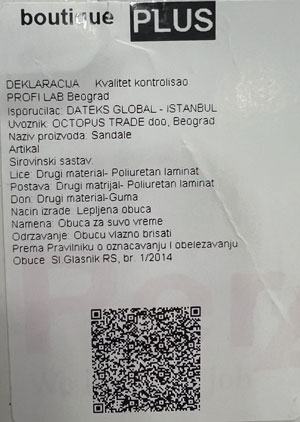 boutique PLUS
DEKLARACIJA Kvalitet kontrolisao
PROFI LAB Beograd
Isporucilac: DATEKS GLOBAL - ISTANBUL
Uvoznik: OCTOPUS TRADE doo, Beograd
Naziv proizvoda: Sandale
Artikal
Sirovinski sastav:
Lice: Drugi material- Poliuretan laminat
Postava: Drugi matrijal- Poliuretan laminat
Don: Drugi material-Guma
Nacin izrade: Lepljena obuca
Namena: Obuca za suvo vreme
Odrzavanje: Obucu vlazno brisati
Prema Pravilniku o oznacavanju I obelezavanju
Obuce Sl.Glasnik RS, br. 1/2014